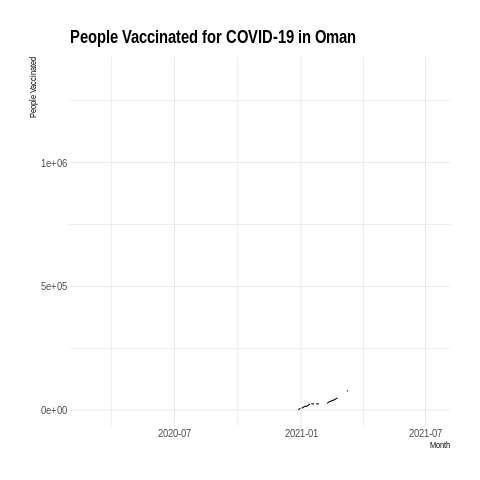 People Vaccinated for COVID-19 in Oman
People Vaccinated
1e+06
5e+05
0e+00
2020-07
2021-01
2021-07
Month